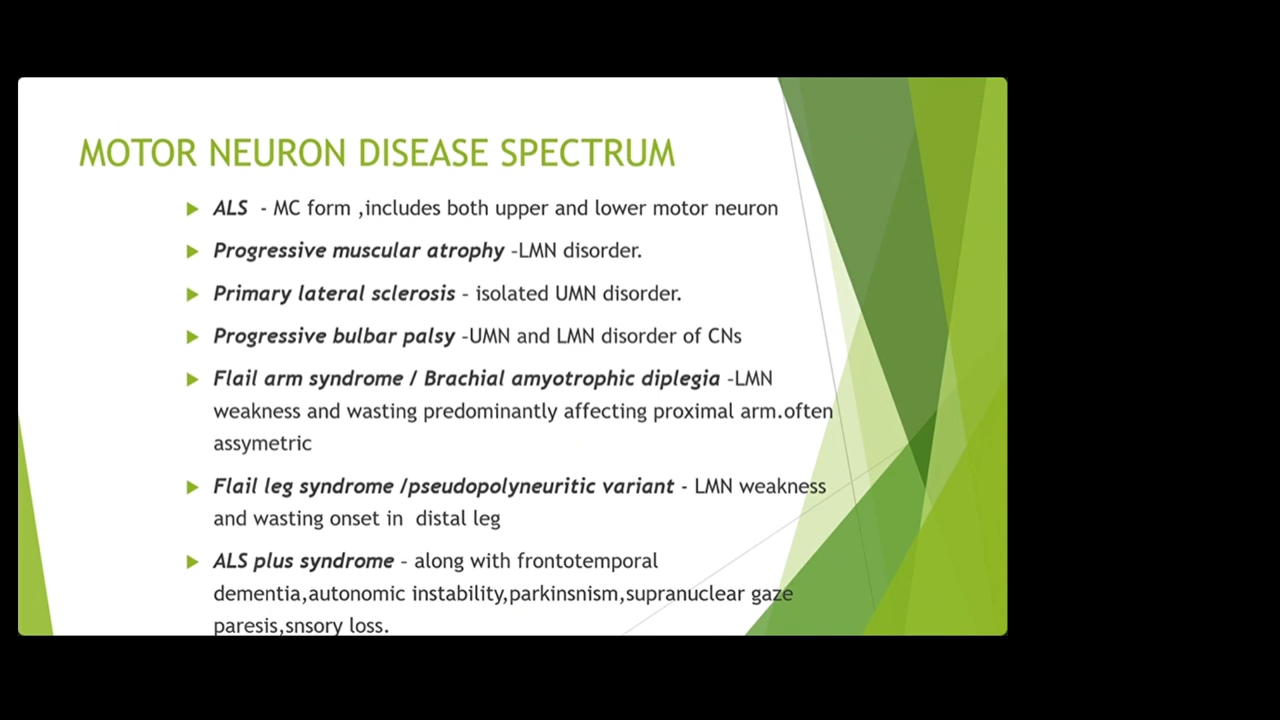 MOTOR NEURON DISEASE SPECTRUM
ALS - MC form ,includes both upper and lower motor neuron
Progressive muscular atrophy –LMN disorder.
Primary lateral sclerosis – isolated UMN disorder.
Progressive bulbar palsy –UMN and LMN disorder of CNs
Flail arm syndrome / Brachial amyotrophic diplegia –LMN
weakness and wasting predominantly affecting proximal arm.often
assymetric
Flail leg syndrome /pseudopolyneuritic variant - LMN weakness
and wasting onset in distal leg
ALS plus syndrome – along with frontotemporal
dementia,autonomic instability,parkinsnism,supranuclear gaze
paresis,snsory loss.